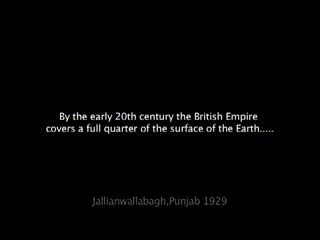 By the early 20th century the British Empire
covers a full quarter of the surface of the Earth.....
Jallianwallabagh,Punjab 1929